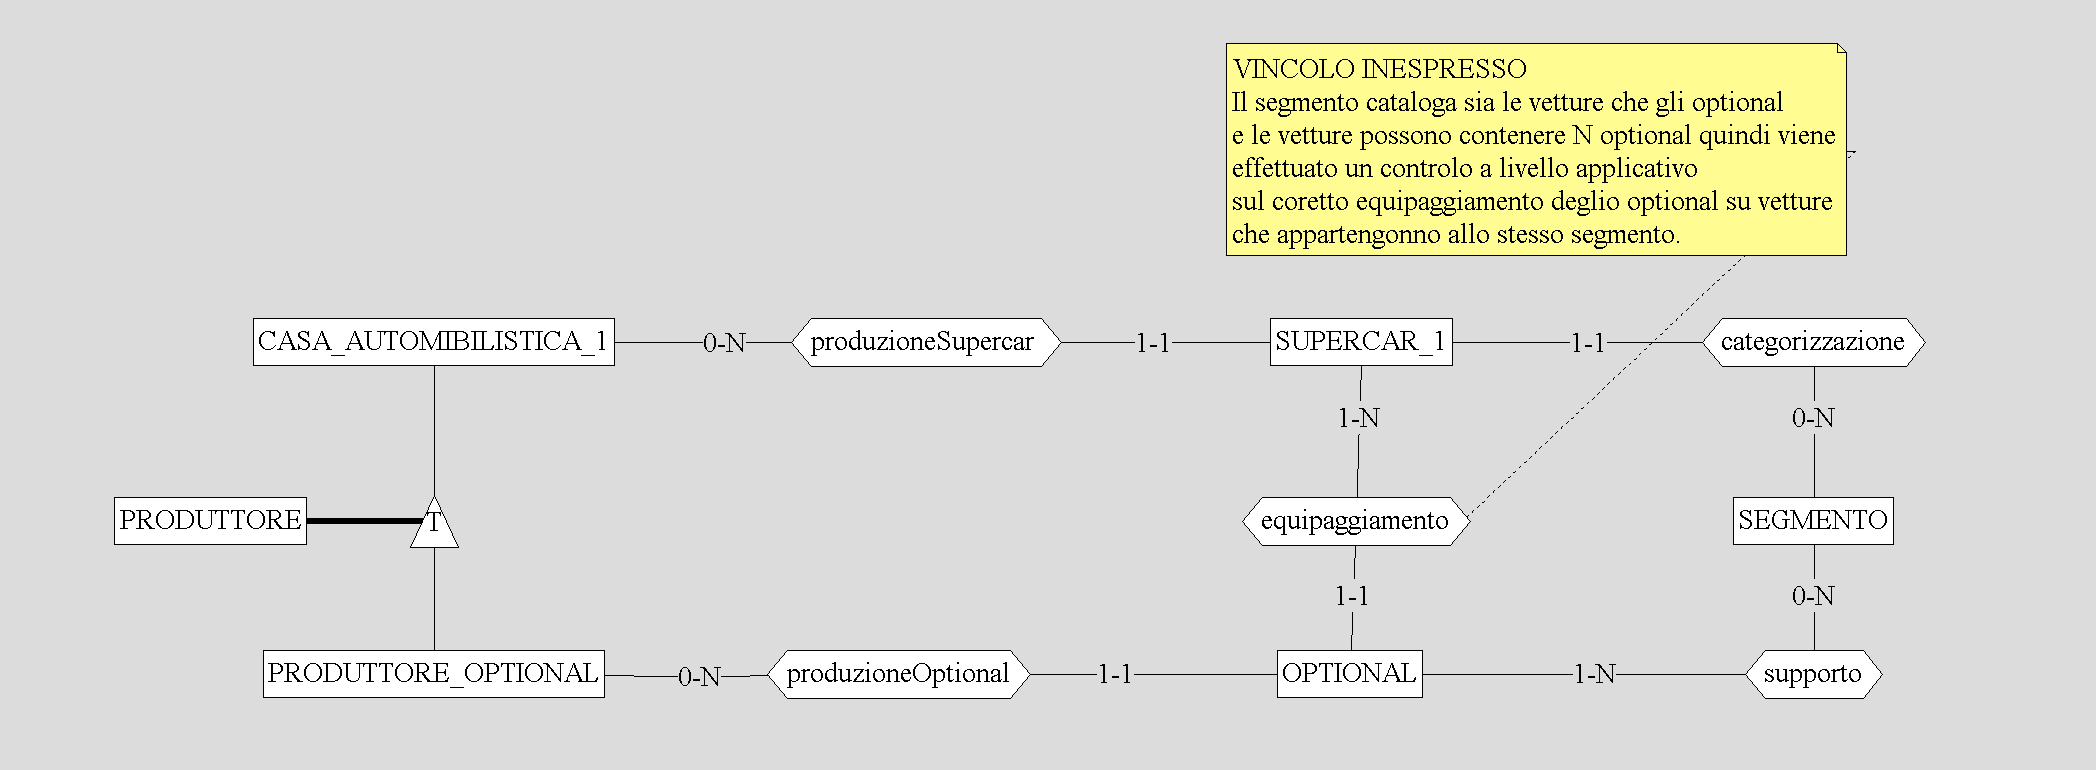 VINCOLO INESPRESSO
Il segmento cataloga sia le vetture che gli optional
e le vetture possono contenere N optional quindi viene
effettuato un controlo a livello applicativo
sul coretto equipaggiamento deglio optional su vetture
che appartengonno allo stesso segmento.
CASA_AUTOMIBILISTICA_1
0-N
produzioneSupercar
1-1
SUPERCAR_1
1-1
categorizzazione
1-N
0-N
PRODUTTORE
T
equipaggiamento
SEGMENTO
1-1
0-N
PRODUTTORE_OPTIONAL
0-N
produzioneOptional
1-1
OPTIONAL
1-N
supporto